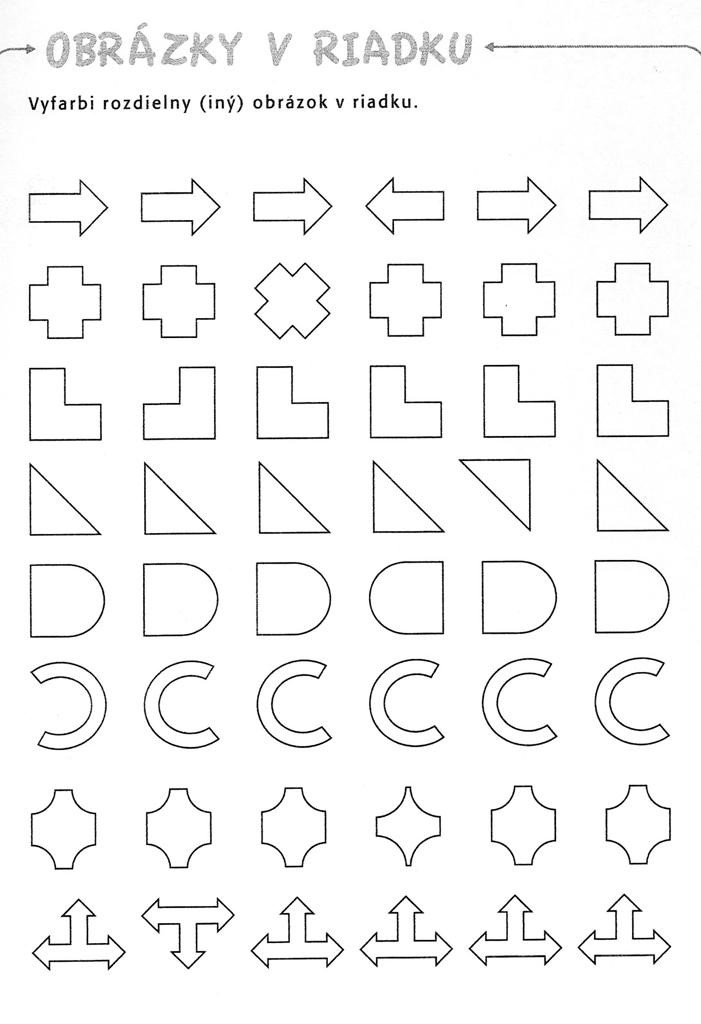 OBRÁZKY V RIADKU
Vyfarbi rozdielny (iný) obrázok v riadku.